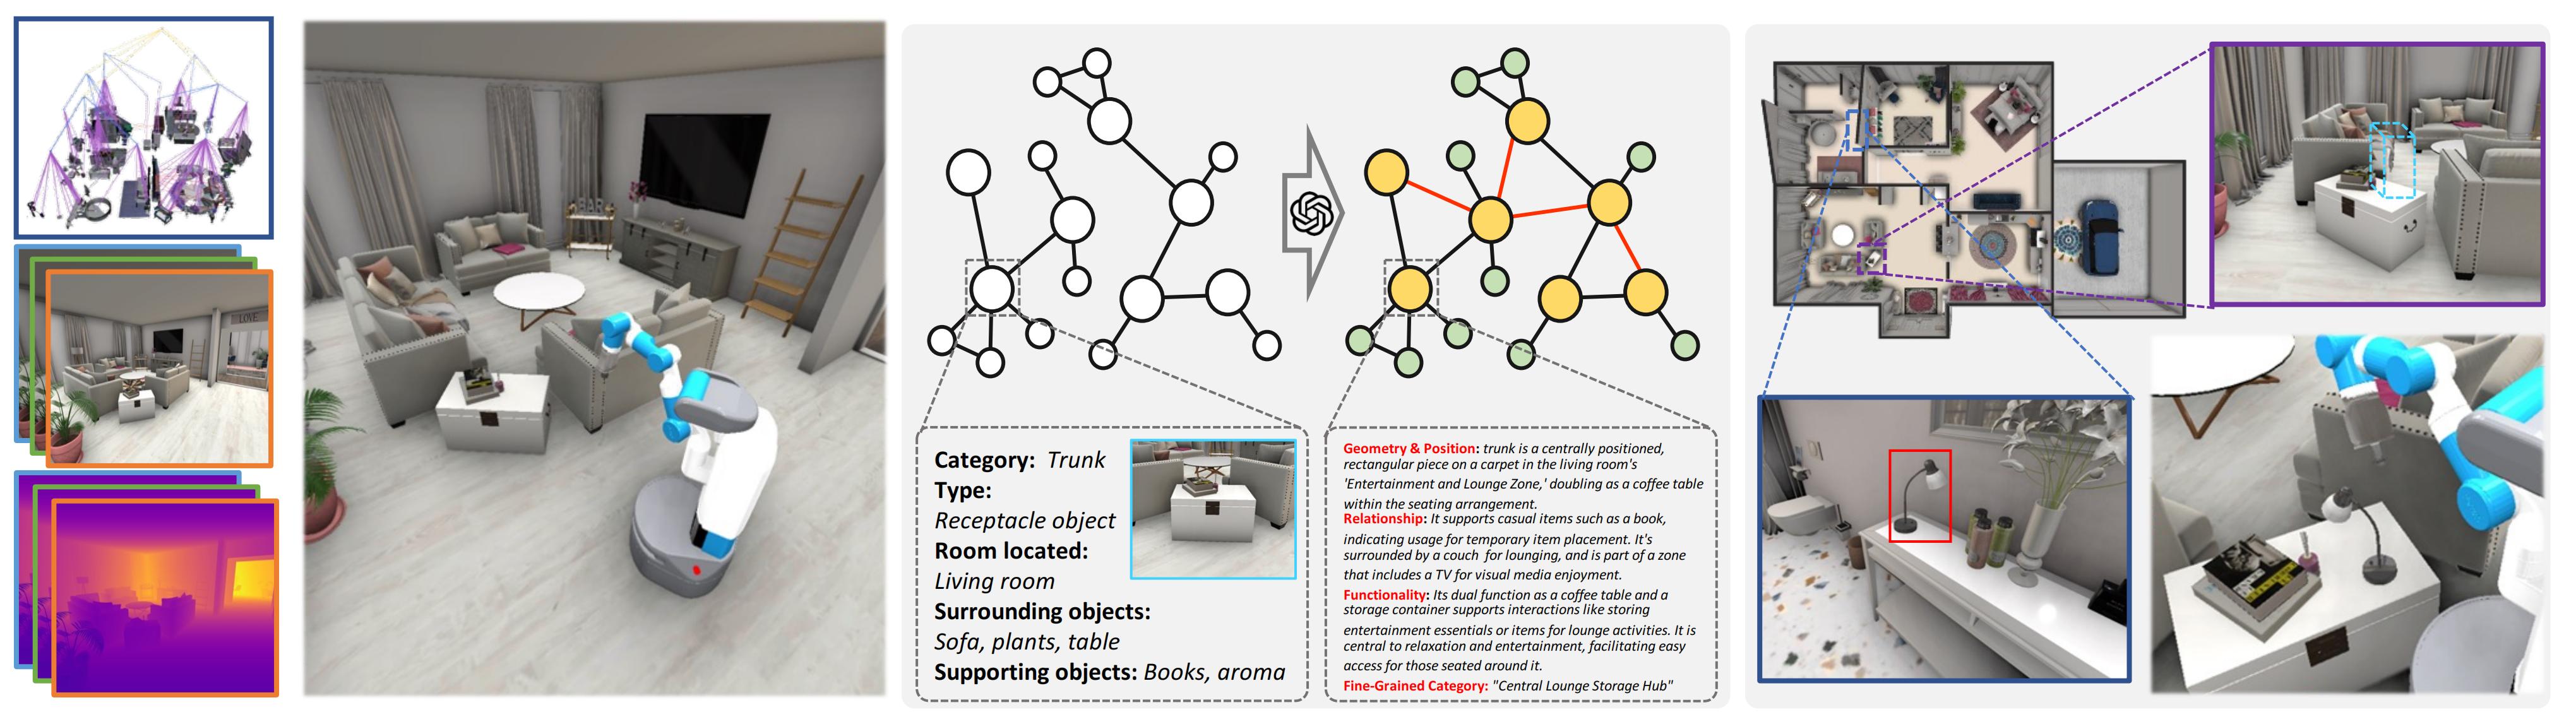 BAR
LOVE
Category: Trunk
Type:
Receptacle object
Room located:
Living room
Surrounding objects:
Sofa, plants, table
Supporting objects: Books, aroma
Geometry & Position: trunk is a centrally positioned,
rectangular piece on a carpet in the living room's
'Entertainment and Lounge Zone,' doubling as a coffee table
within the seating arrangement.
Relationship: It supports casual items such as a book,
indicating usage for temporary item placement. It's
surrounded by a couch for lounging, and is part of a zone
that includes a TV for visual media enjoyment.
Functionality: Its dual function as a coffee table and a
storage container supports interactions like storing
entertainment essentials or items for lounge activities. It is
central to relaxation and entertainment, facilitating easy
access for those seated around it.
Fine-Grained Category: "Central Lounge Storage Hub"